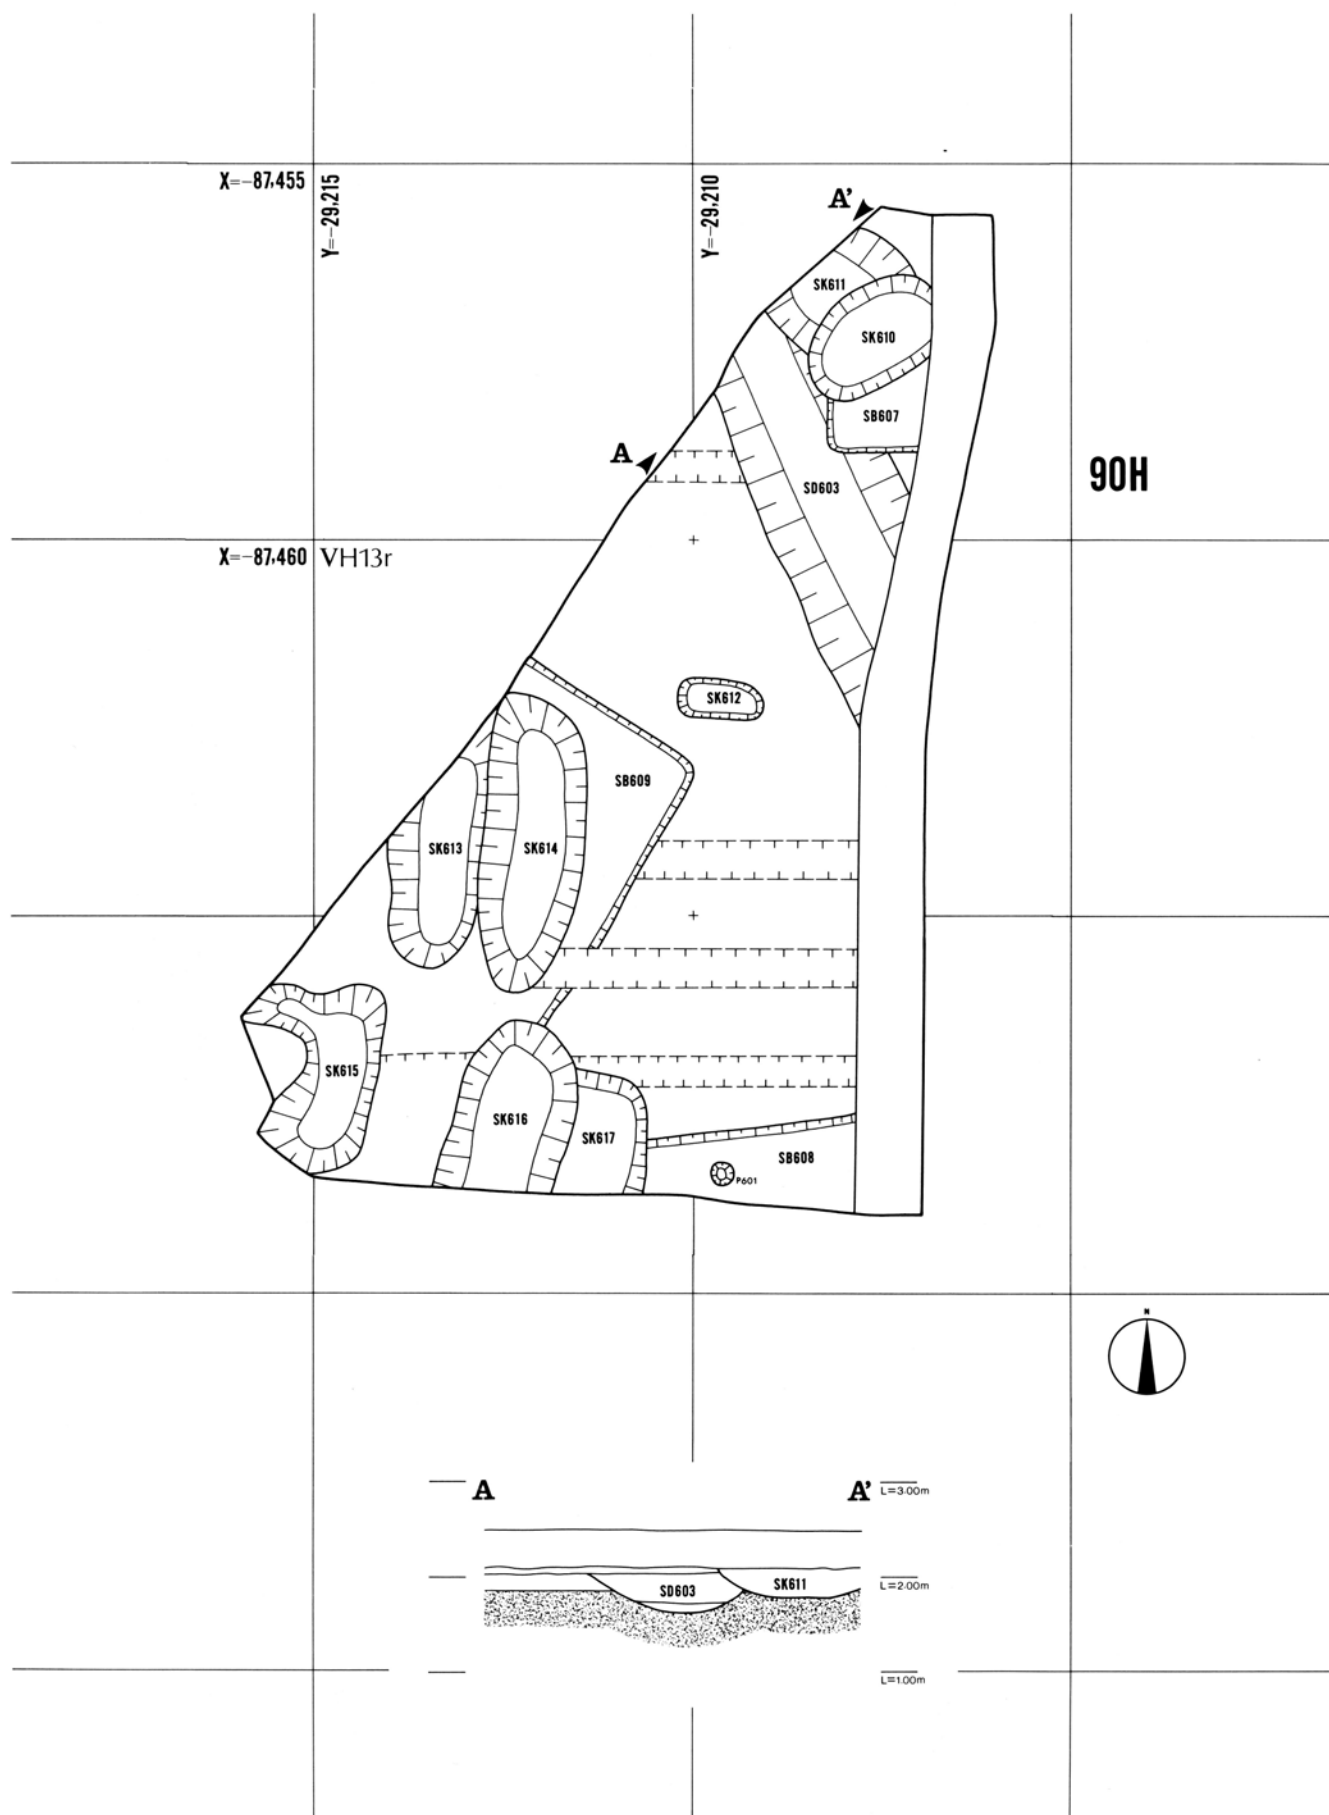 X=-87,455
Y=-29,215
Y=-29,210
A'
SK611
SK610
SB607
A
SD603
90H
X=-87,460 VH13r
SK612
SB609
SK613
SK614
SK615
SK616
SK617
SB608
P601
N
A
A'
L=3.00m
SD603
SK611
L=2.00m
L=1.00m